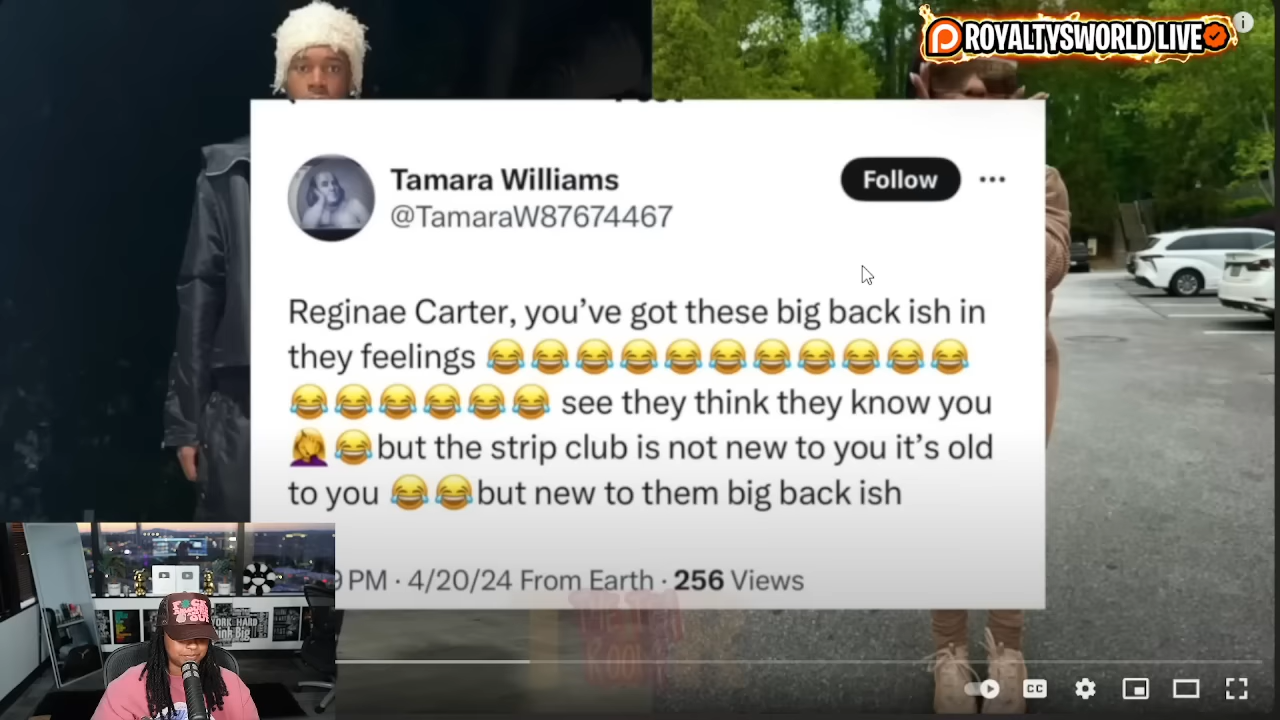 ROYALTYSWORLD LIVE
Tamara Williams
Follow
@TamaraW87674467
Reginae Carter, you’ve got these big back ish in
they feelings 😂😂😂😂😂😂😂😂😂😂😂
😂😂😂😂😂😂 see they think they know you
🤦‍♀️😂but the strip club is not new to you it’s old
to you 😂😂but new to them big back ish
PM · 4/20/24 From Earth · 256 Views
CC